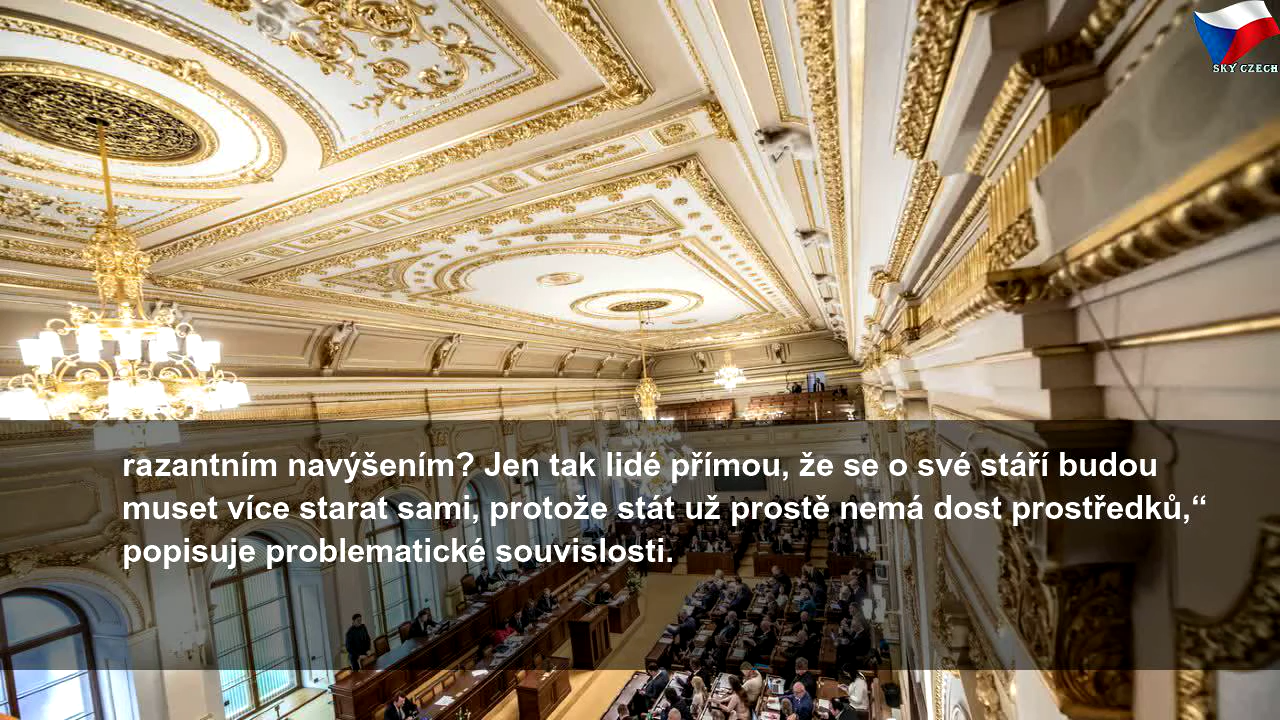 SKY CZECH
razantním navýšením? Jen tak lidé přímou, že se o své stáří budou
muset více starat sami, protože stát už prostě nemá dost prostředků,“
popisuje problematické souvislosti.